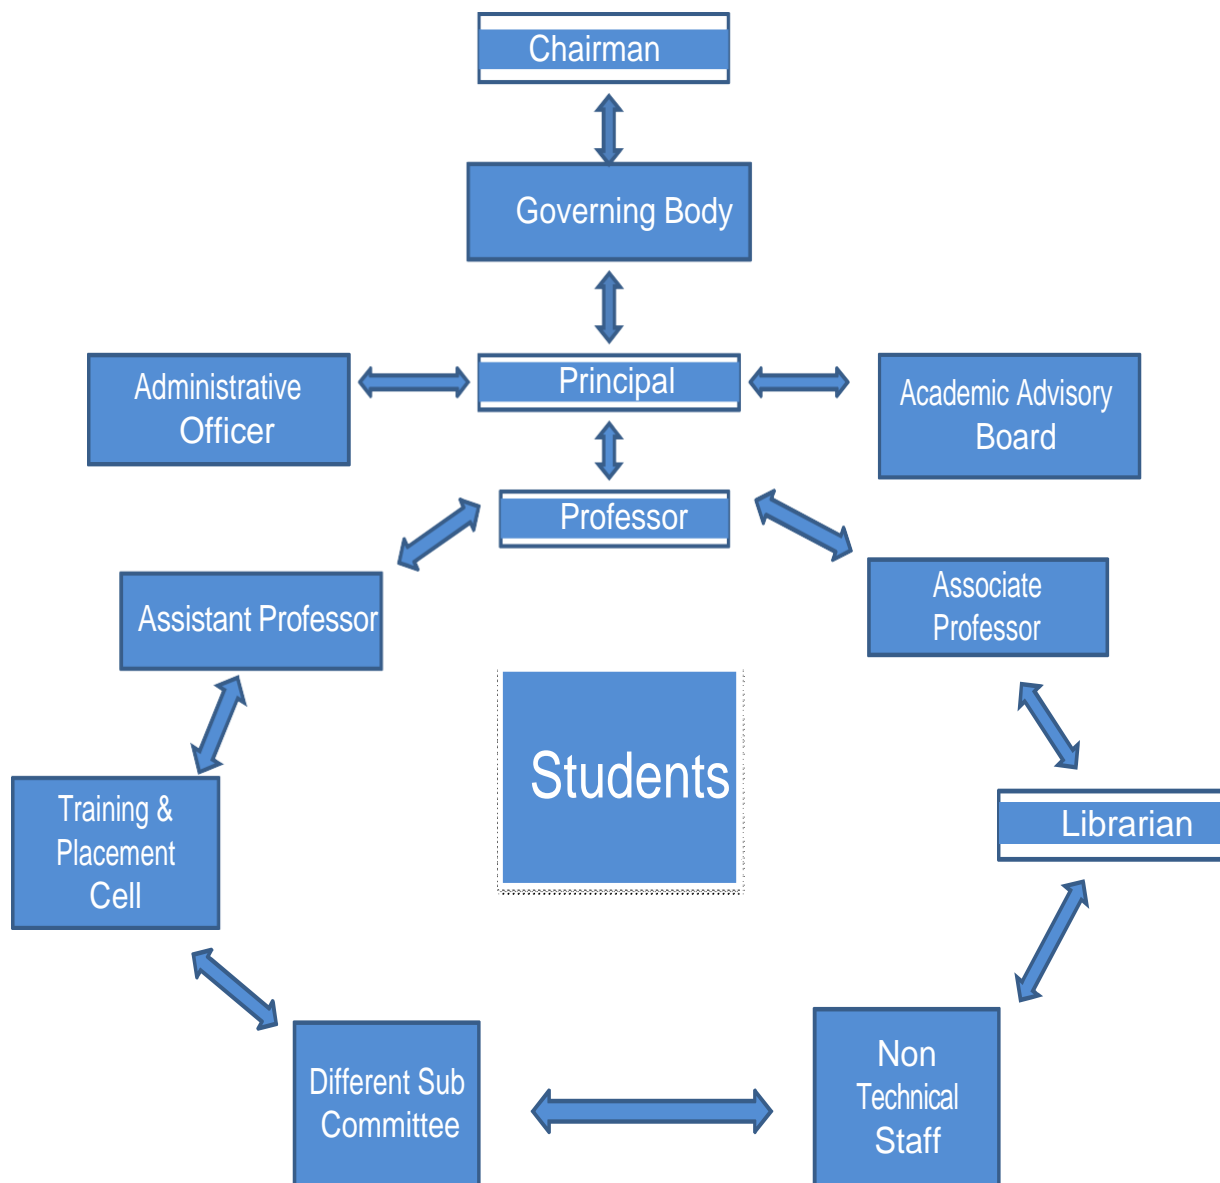 Chairman
Governing Body
Administrative
Officer
Principal
Academic Advisory
Board
Professor
Assistant Professor
Associate
Professor
Students
Training &
Placement
Cell
Librarian
Different Sub
Committee
Non
Technical
Staff